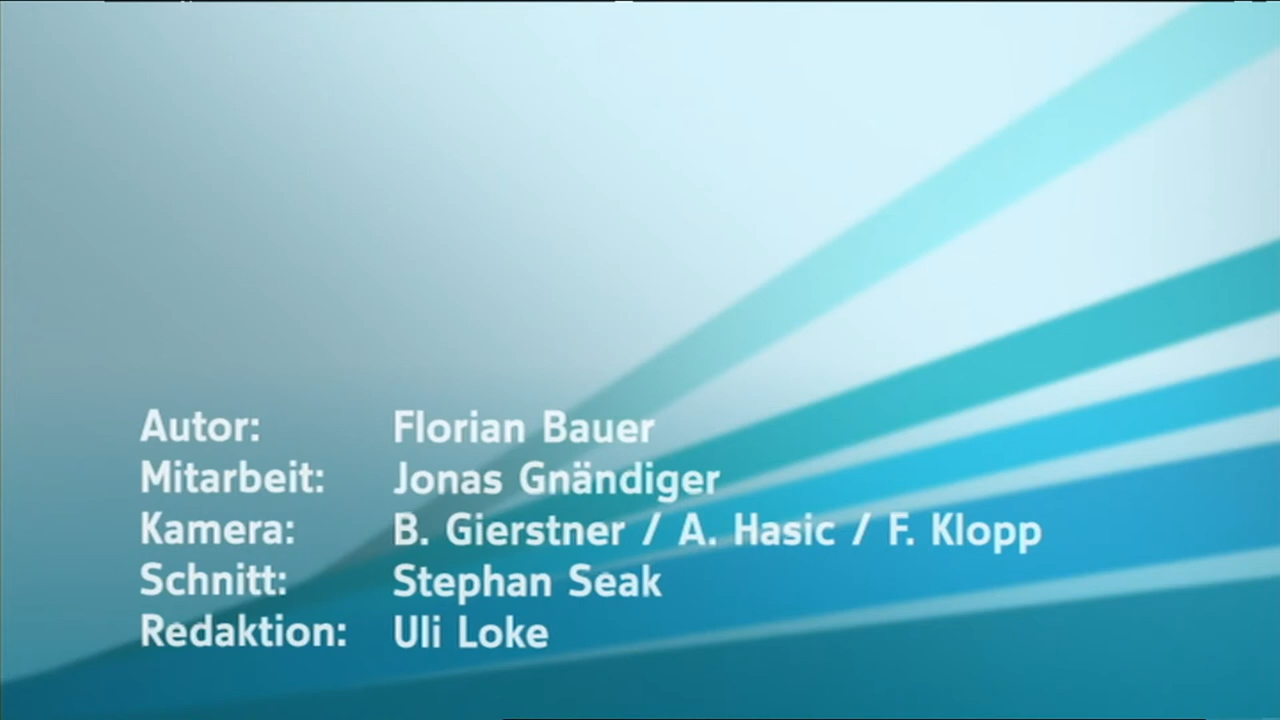 Autor: Florian Bauer
Mitarbeit: Jonas Gnändiger
Kamera: B. Gierstner / A. Hasic / F. Klopp
Schnitt: Stephan Seak
Redaktion: Uli Loke